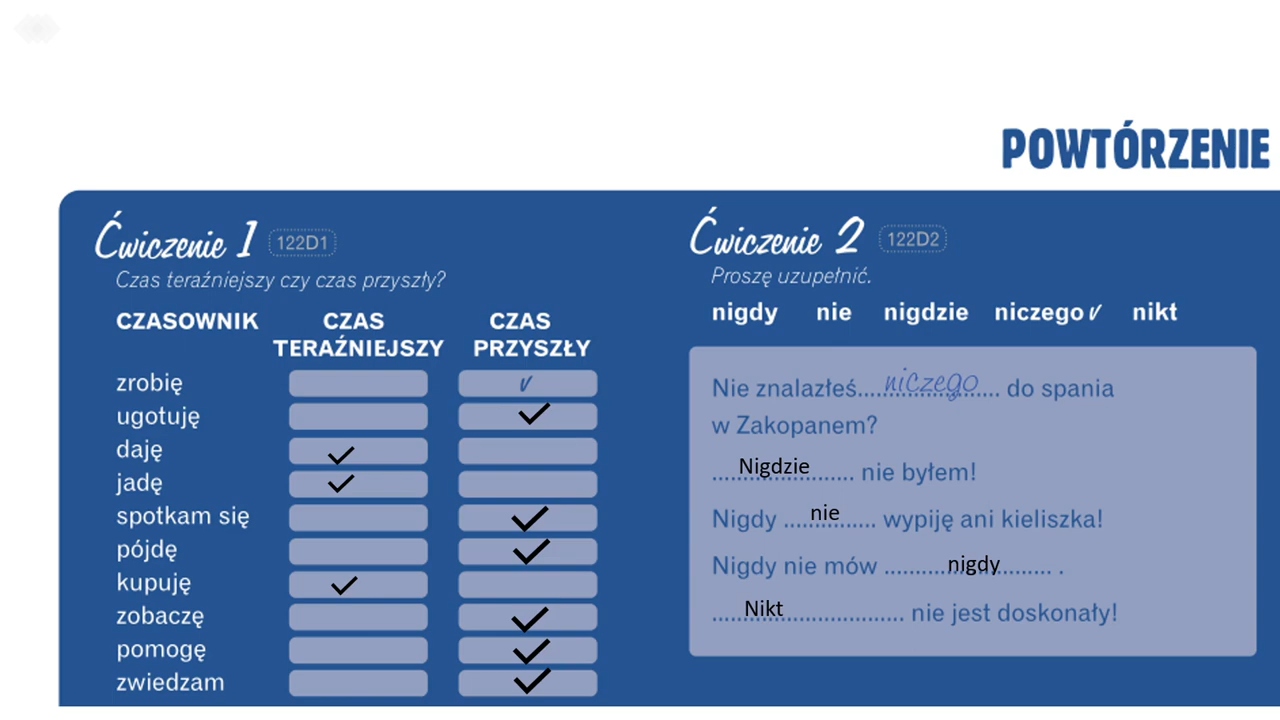 POWTÓRZENIE
Ćwiczenie 1 122D1
Czas teraźniejszy czy czas przyszły?
CZASOWNIK CZAS TERAŹNIEJSZY CZAS PRZYSZŁY
zrobię ✓
ugotuję ✓
daję ✓
jadę ✓
spotkam się ✓
pójdę ✓
kupuję ✓
zobaczę ✓
pomogę ✓
zwiedzam ✓
Ćwiczenie 2 122D2
Proszę uzupełnić.
nigdy nie nigdzie niczego ✓ nikt
Nie znalazłeś...niczego... do spania
w Zakopanem?
...Nigdzie... nie byłem!
Nigdy ...nie... wypiję ani kieliszka!
Nigdy nie mów ...nigdy... .
...Nikt... nie jest doskonały!